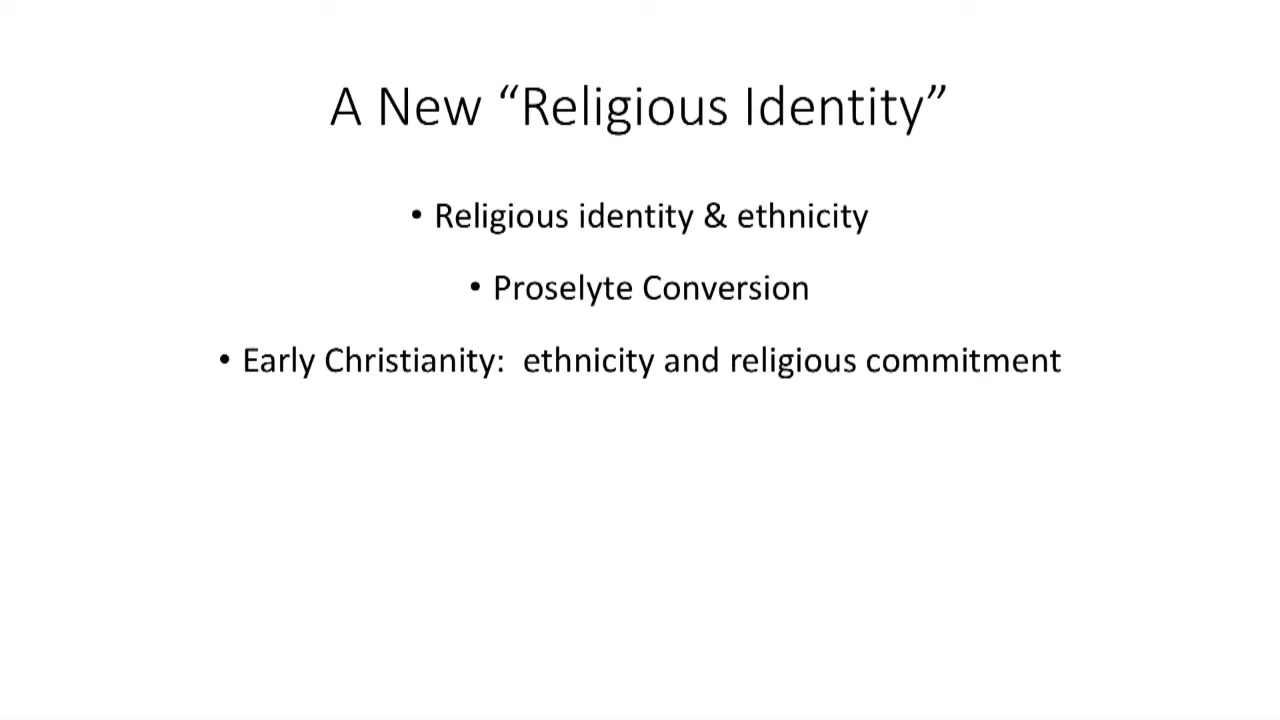 A New “Religious Identity”
• Religious identity & ethnicity
• Proselyte Conversion
• Early Christianity:  ethnicity and religious commitment